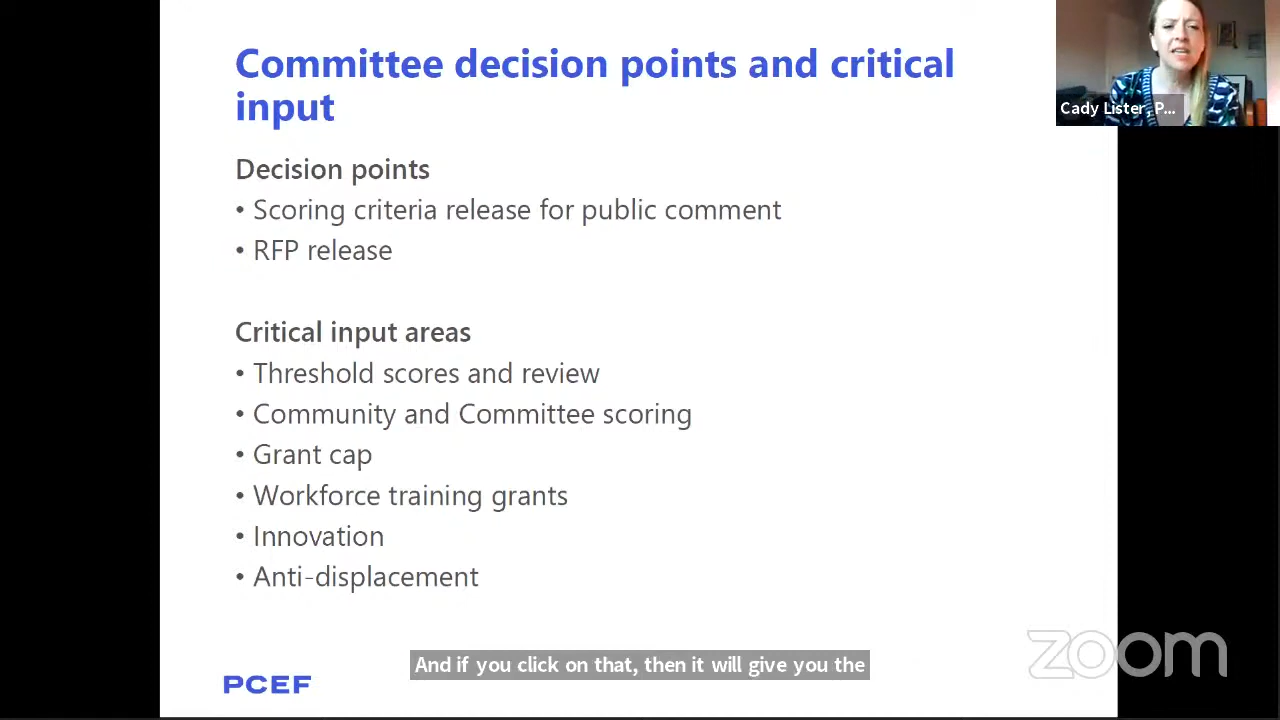 Committee decision points and critical
input
Decision points
• Scoring criteria release for public comment
• RFP release
Critical input areas
• Threshold scores and review
• Community and Committee scoring
• Grant cap
• Workforce training grants
• Innovation
• Anti-displacement
PCEF
And if you click on that, then it will give you the
zoom
Cady Lister, P...